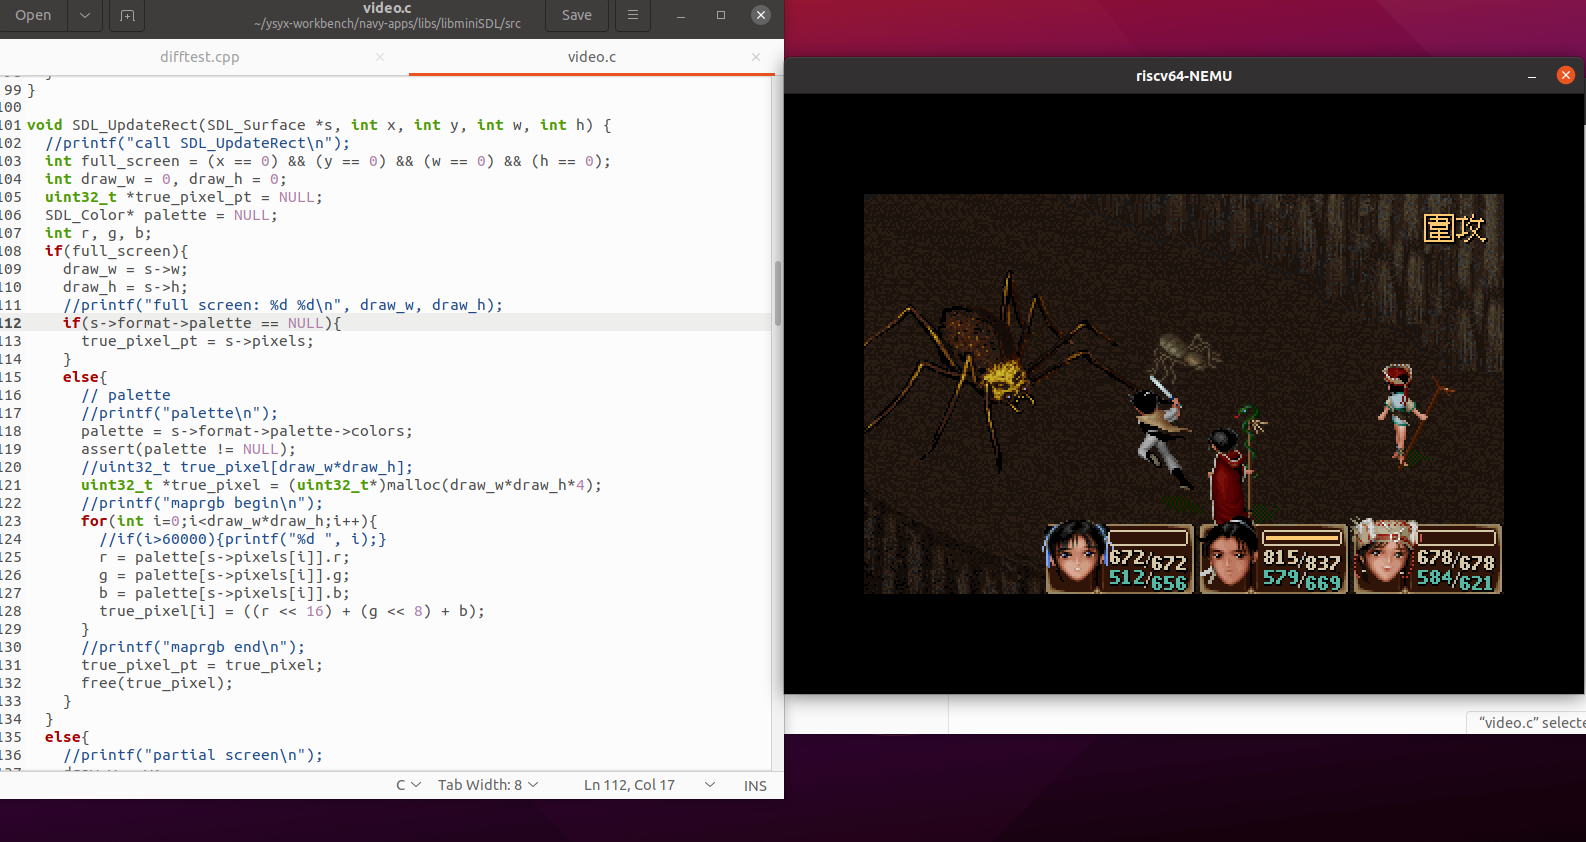 Open
video.c
~/ysyx-workbench/navy-apps/libs/libminiSDL/src
Save
difftest.cpp
video.c
99 }
100
101 void SDL_UpdateRect(SDL_Surface *s, int x, int y, int w, int h) {
102   //printf("call SDL_UpdateRect\n");
103   int full_screen = (x == 0) && (y == 0) && (w == 0) && (h == 0);
104   int draw_w = 0, draw_h = 0;
105   uint32_t *true_pixel_pt = NULL;
106   SDL_Color* palette = NULL;
107   int r, g, b;
108   if(full_screen){
109     draw_w = s->w;
110     draw_h = s->h;
111     //printf("full screen: %d %d\n", draw_w, draw_h);
112     if(s->format->palette == NULL){
113       true_pixel_pt = s->pixels;
114     }
115     else{
116       // palette
117       //printf("palette\n");
118       palette = s->format->palette->colors;
119       assert(palette != NULL);
120       //uint32_t true_pixel[draw_w*draw_h];
121       uint32_t *true_pixel = (uint32_t*)malloc(draw_w*draw_h*4);
122       //printf("maprgb begin\n");
123       for(int i=0;i<draw_w*draw_h;i++){
124         //if(i>60000){printf("%d ", i);}
125         r = palette[s->pixels[i]].r;
126         g = palette[s->pixels[i]].g;
127         b = palette[s->pixels[i]].b;
128         true_pixel[i] = ((r << 16) + (g << 8) + b);
129       }
130       //printf("maprgb end\n");
131       true_pixel_pt = true_pixel;
132       free(true_pixel);
133     }
134   }
135   else{
136     //printf("partial screen\n");
C
Tab Width: 8
Ln 112, Col 17
INS
riscv64-NEMU
圍攻
672/672
512/656
815/837
579/669
678/678
584/621
“video.c” selecte